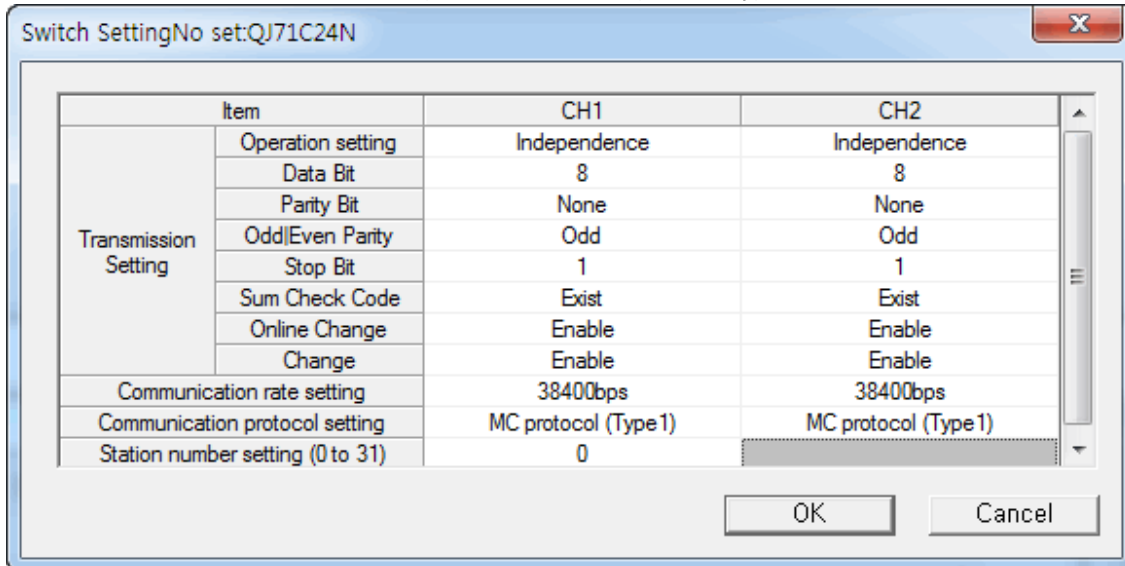 Switch SettingNo set:QJ71C24N
Item CH1 CH2
Transmission Setting
Operation setting Independence Independence
Data Bit 8 8
Parity Bit None None
Odd|Even Parity Odd Odd
Stop Bit 1 1
Sum Check Code Exist Exist
Online Change Enable Enable
Change Enable Enable
Communication rate setting 38400bps 38400bps
Communication protocol setting MC protocol (Type1) MC protocol (Type1)
Station number setting (0 to 31) 0
OK Cancel